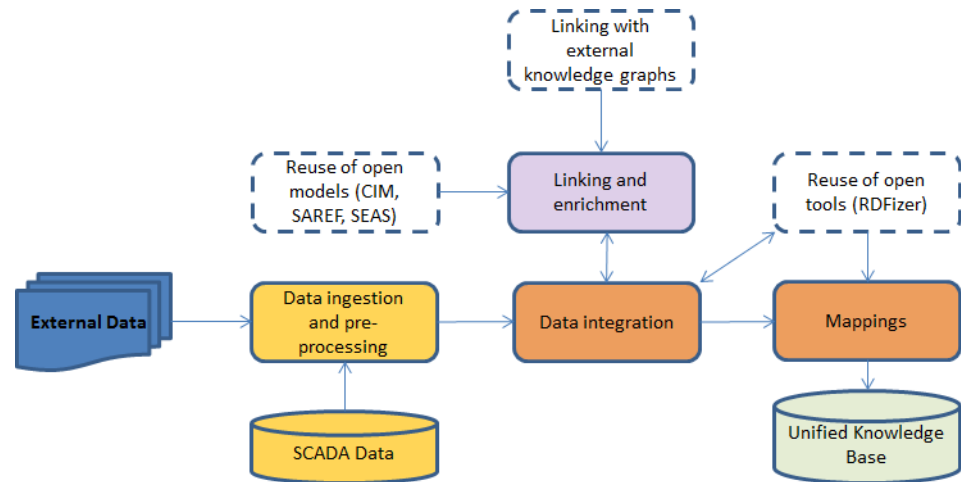 Linking with
external
knowledge graphs
Reuse of open
models (CIM,
SAREF, SEAS)
Linking and
enrichment
Reuse of open
tools (RDFizer)
External Data
Data ingestion
and pre-
processing
Data integration
Mappings
SCADA Data
Unified Knowledge
Base